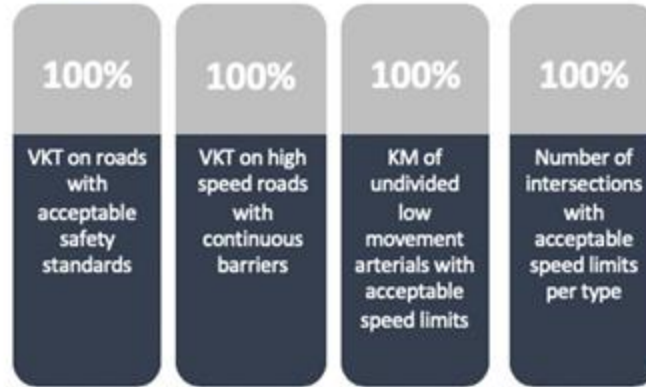 100%
VKT on roads
with
acceptable
safety
standards
100%
VKT on high
speed roads
with
continuous
barriers
100%
KM of
undivided
low
movement
arterials with
acceptable
speed limits
100%
Number of
intersections
with
acceptable
speed limits
per type